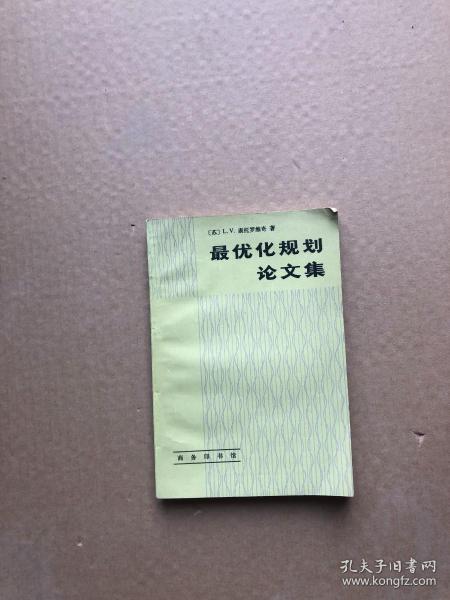 〔苏〕L.V.康托罗维奇 著
最优化规划
论文集
商务印书馆
孔夫子旧书网
www.kongfz.com